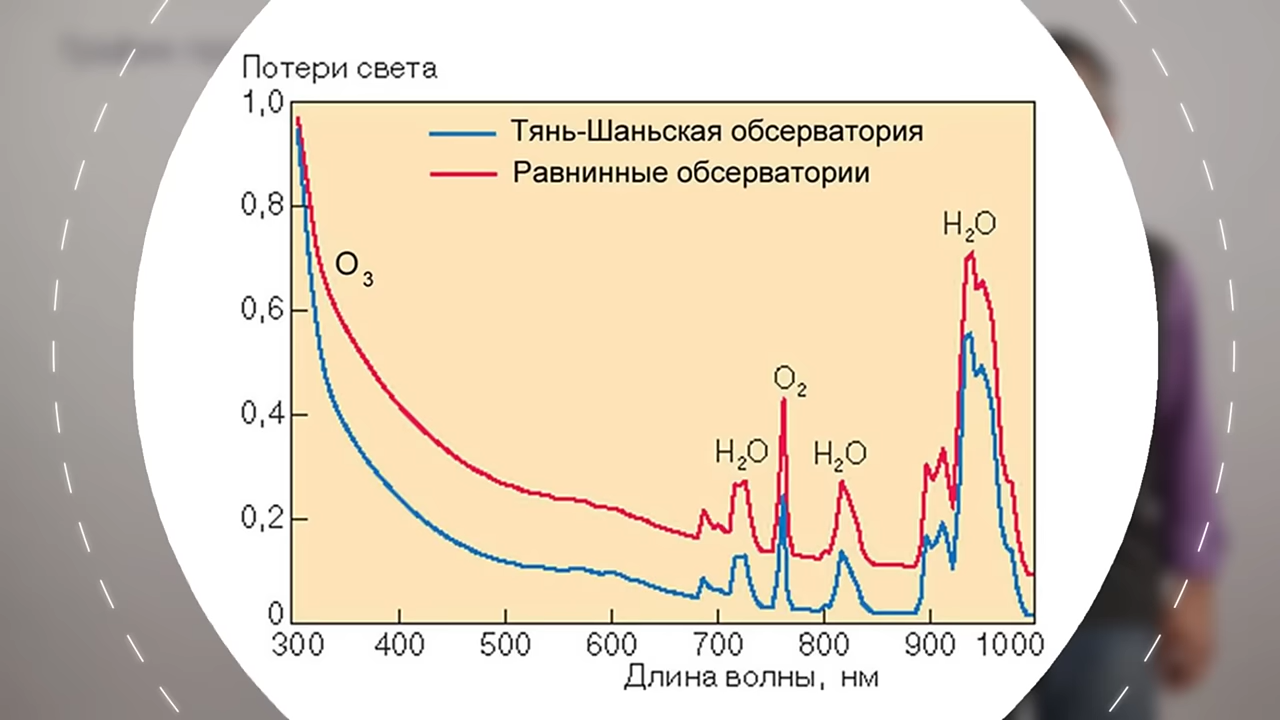 Потери света
1,0
Тянь-Шаньская обсерватория
Равнинные обсерватории
0,8
H₂O
O₃
0,6
O₂
0,4
H₂O
H₂O
0,2
0
300 400 500 600 700 800 900 1000
Длина волны, нм